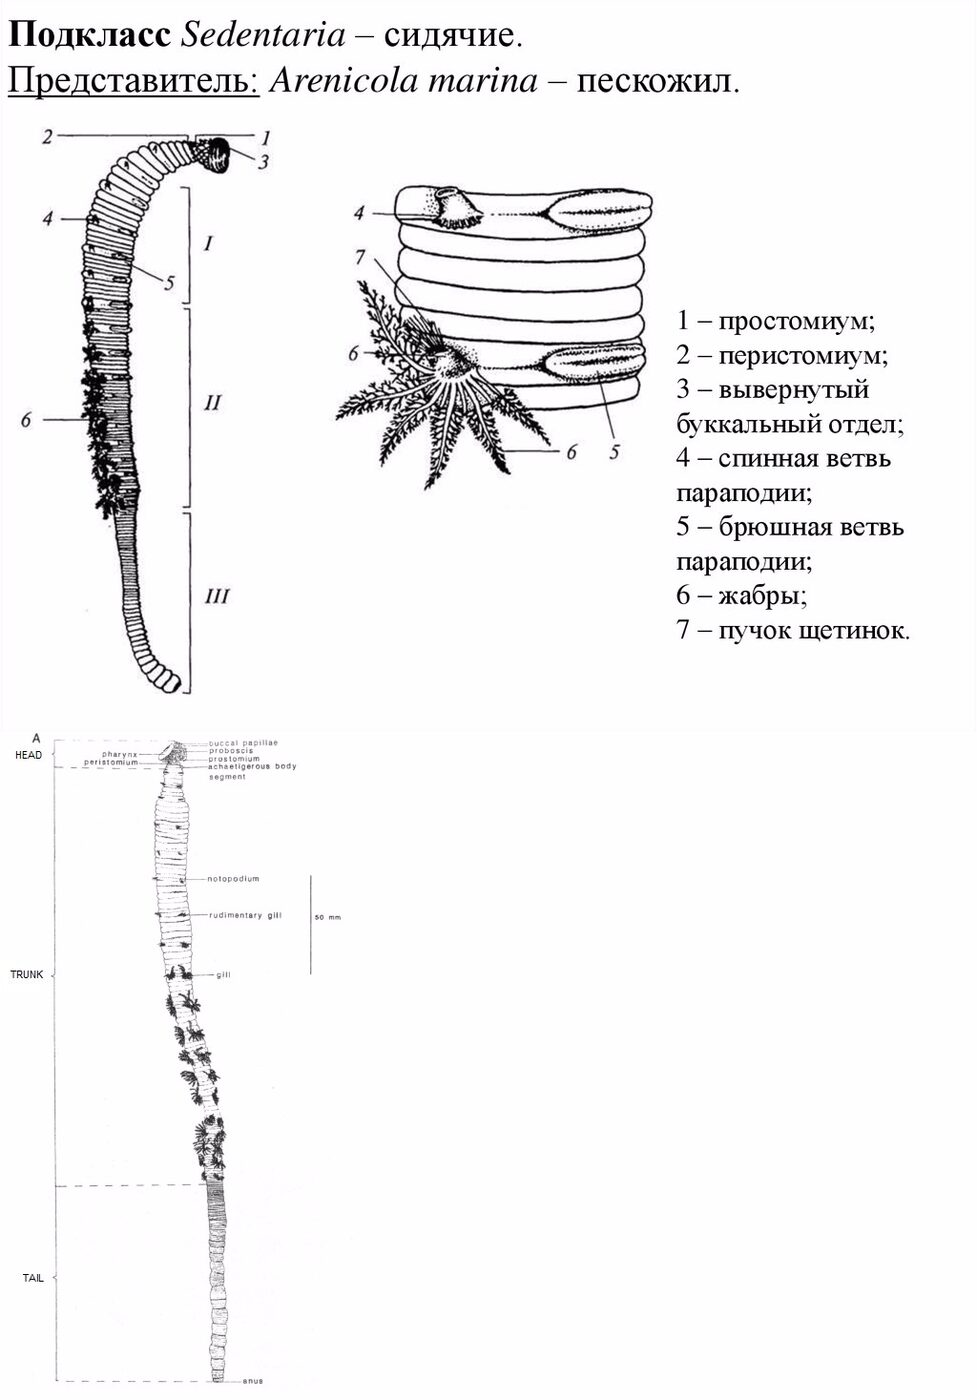 Подкласс Sedentaria – сидячие.
Представитель: Arenicola marina – пескожил.
2
1
3
4
I
5
II
6
III
4
7
6
6
5
1 – простомиум;
2 – перистомиум;
3 – вывернутый
буккальный отдел;
4 – спинная ветвь
параподии;
5 – брюшная ветвь
параподии;
6 – жабры;
7 – пучок щетинок.
A
HEAD
buccal papillae
proboscis
pharynx
prostomium
peristomium
achaetigerous body
segment
notopodium
rudimentary gill
50 mm
TRUNK
gill
TAIL
anus